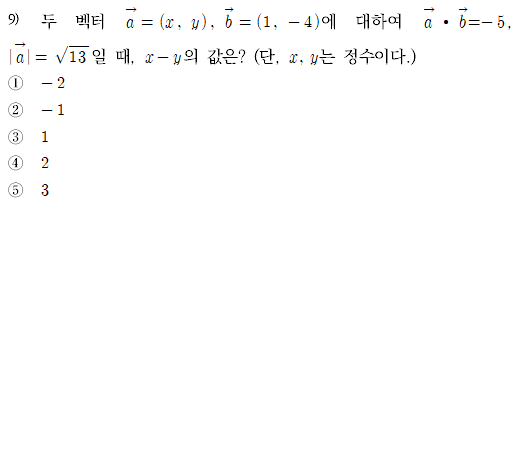 9) 두 벡터 $\vec{a}=(x, y)$, $\vec{b}=(1, -4)$에 대하여 $\vec{a} \bullet \vec{b}=-5$,
$|\vec{a}|=\sqrt{13}$일 때, $x-y$의 값은? (단, $x$, $y$는 정수이다.)
① -2
② -1
③ 1
④ 2
⑤ 3